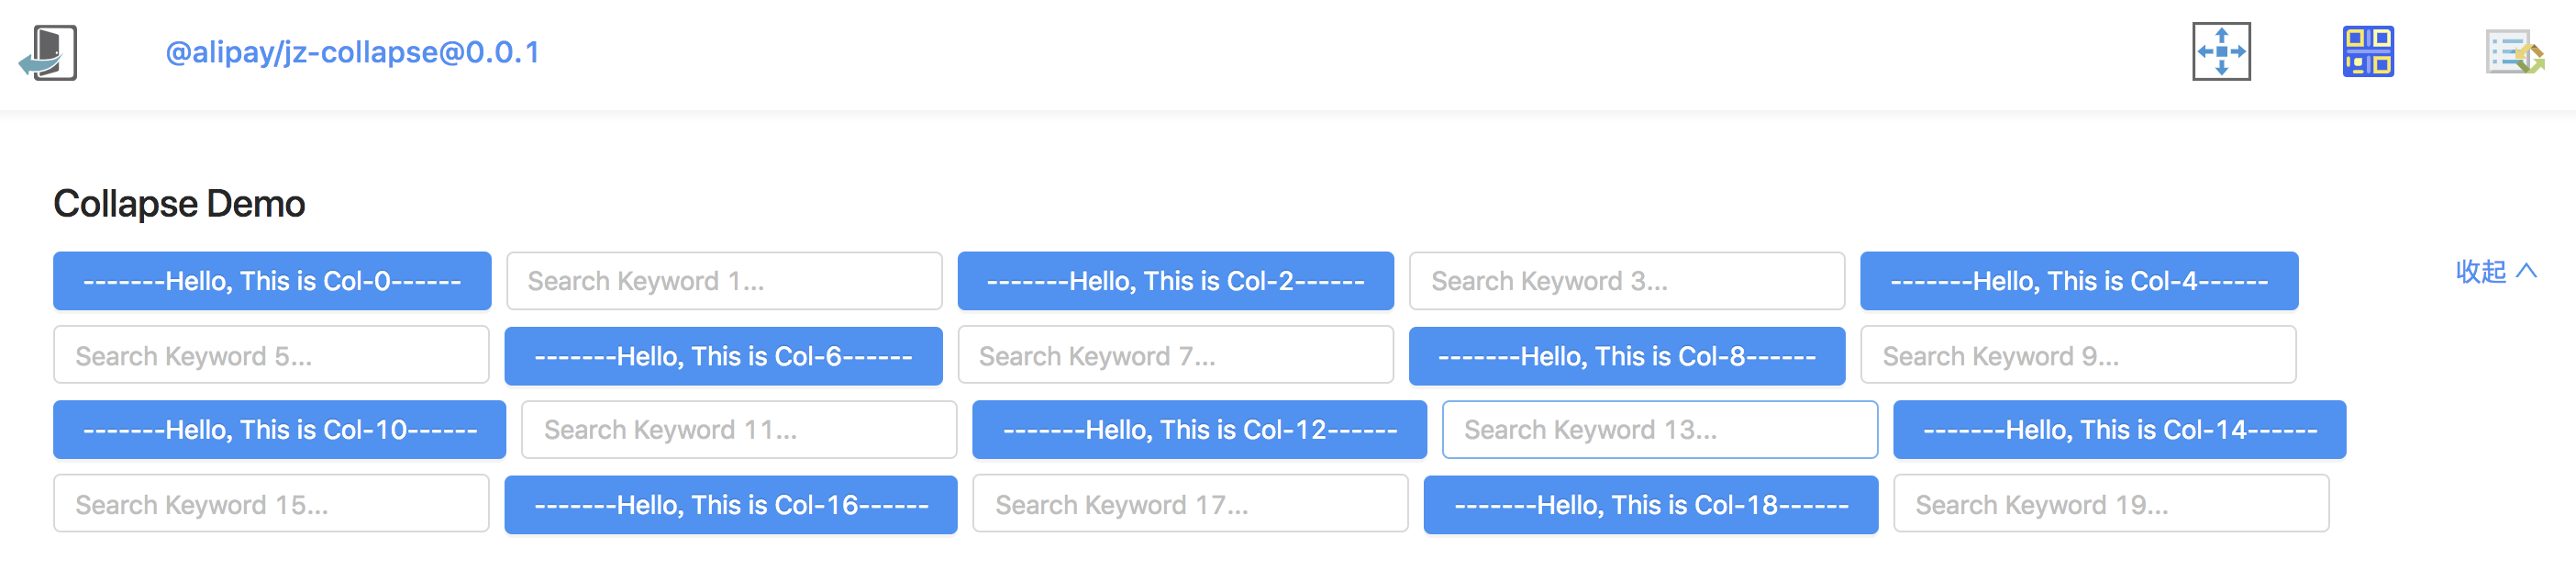 @alipay/jz-collapse@0.0.1
Collapse Demo
-------Hello, This is Col-0------ Search Keyword 1... -------Hello, This is Col-2------ Search Keyword 3... -------Hello, This is Col-4------ 收起
Search Keyword 5... -------Hello, This is Col-6------ Search Keyword 7... -------Hello, This is Col-8------ Search Keyword 9...
-------Hello, This is Col-10------ Search Keyword 11... -------Hello, This is Col-12------ Search Keyword 13... -------Hello, This is Col-14------
Search Keyword 15... -------Hello, This is Col-16------ Search Keyword 17... -------Hello, This is Col-18------ Search Keyword 19...